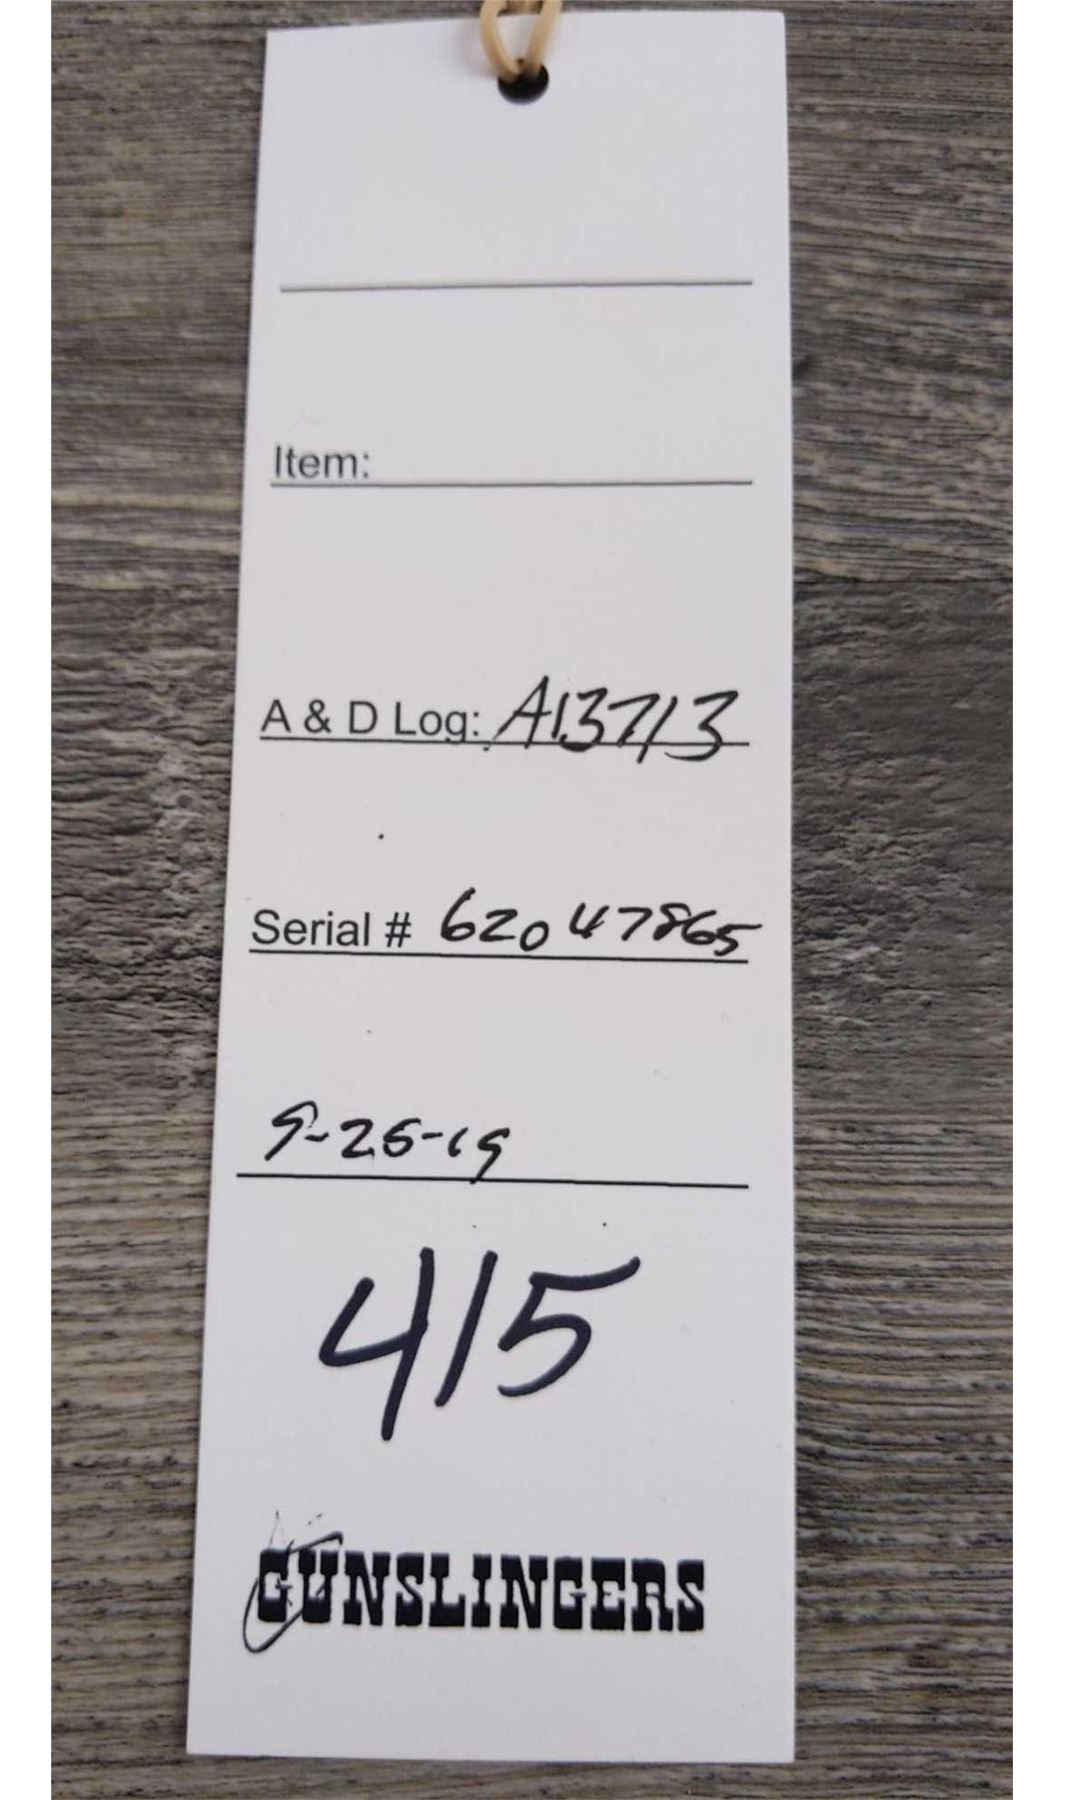 Item:
A & D Log: A13713
Serial # 62047865
9-26-19
415
GUNSLINGERS